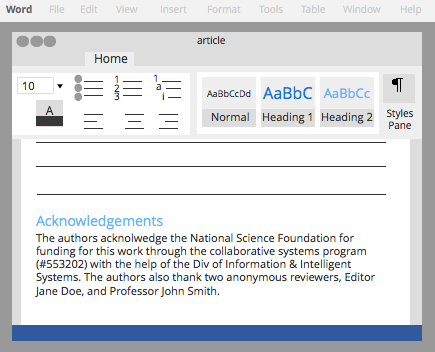 Word File Edit View Insert Format Tools Table Window Help
article
Home
10
A
1
2
3
1
a
i
AaBbCcDd
Normal
AaBbC
Heading 1
AaBbCc
Heading 2
¶
Styles
Pane
Acknowledgements
The authors acknolwedge the National Science Foundation for
funding for this work through the collaborative systems program
(#553202) with the help of the Div of Information & Intelligent
Systems. The authors also thank two anonymous reviewers, Editor
Jane Doe, and Professor John Smith.